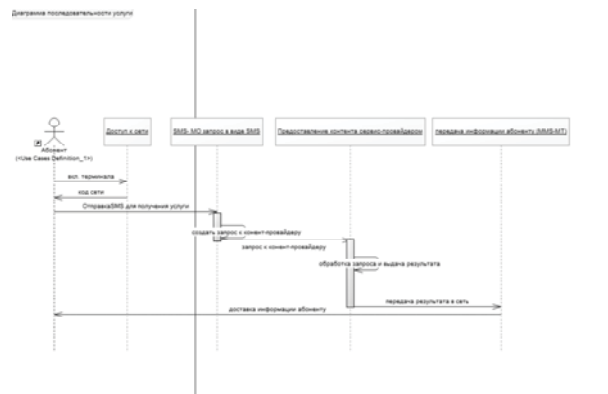 Диаграмма последовательности услуги
Абонент
(<Use Cases Definition_1>)
Доступ к сети
SMS- MO запрос в виде SMS
Предоставление контента сервис-провайдером
передача информации абоненту (MMS-MT)
вкл. терминала
код сети
ОтправкаSMS для получения услуги
создать запрос к конент-провайдеру
запрос к конент-провайдеру
обработка запроса и выдача результата
передача результата в сеть
доставка информации абоненту